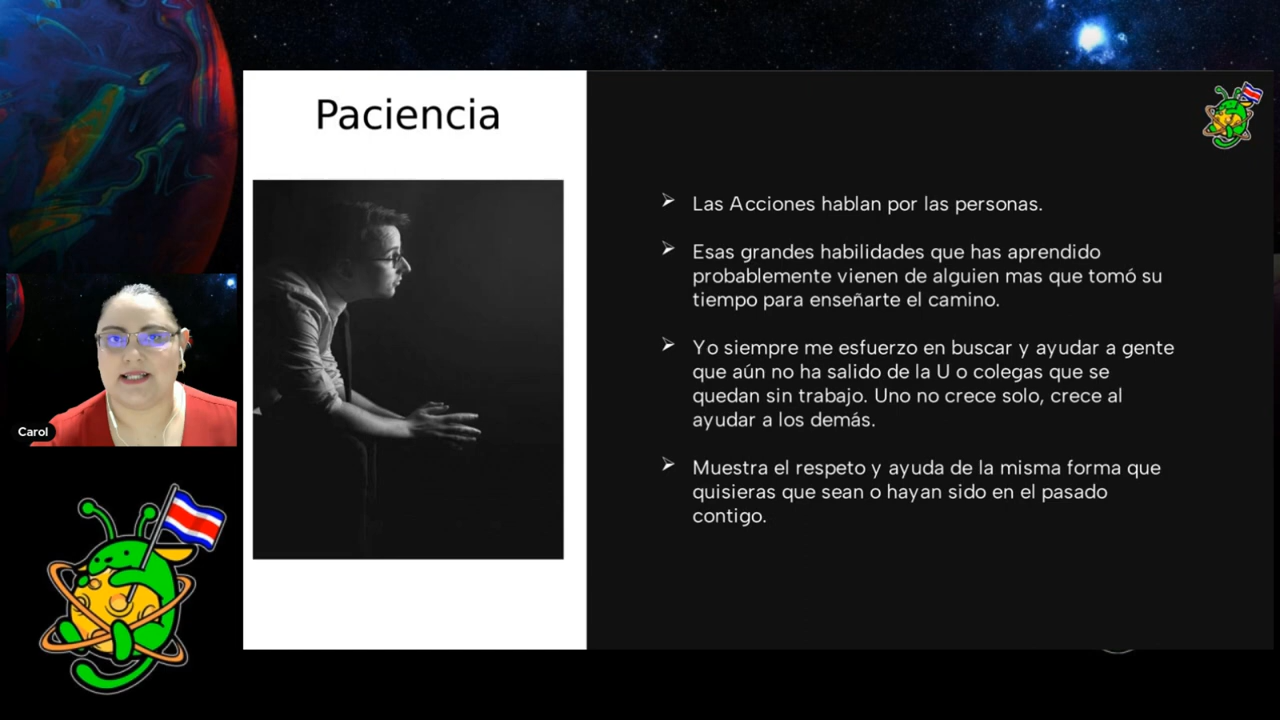 Paciencia
Las Acciones hablan por las personas.
Esas grandes habilidades que has aprendido
probablemente vienen de alguien mas que tomó su
tiempo para enseñarte el camino.
Yo siempre me esfuerzo en buscar y ayudar a gente
que aún no ha salido de la U o colegas que se
quedan sin trabajo. Uno no crece solo, crece al
ayudar a los demás.
Muestra el respeto y ayuda de la misma forma que
quisieras que sean o hayan sido en el pasado
contigo.
Carol